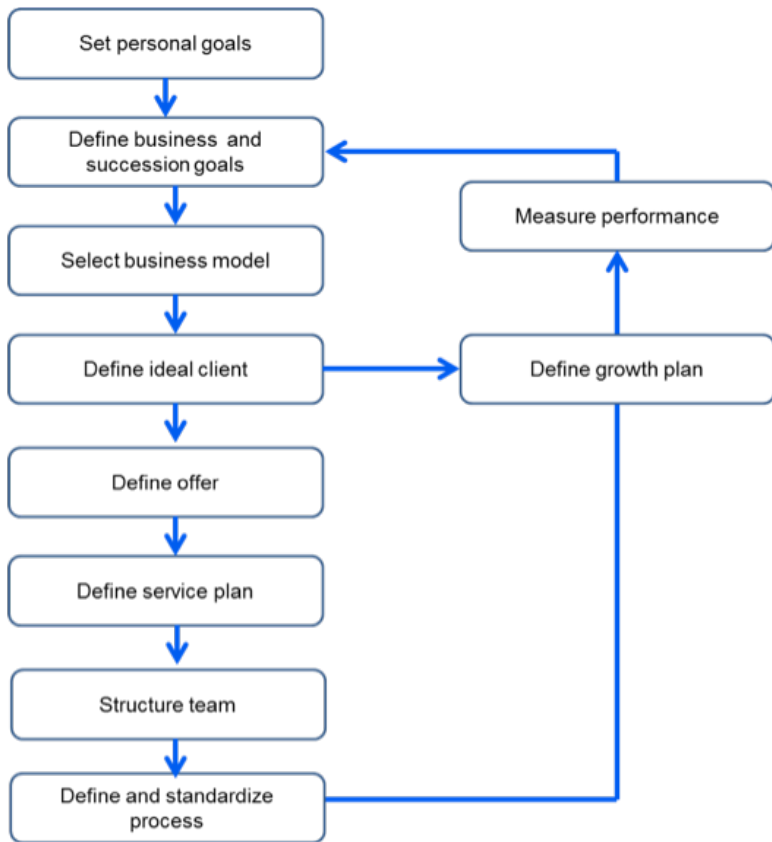 Set personal goals
Define business and
succession goals
Measure performance
Select business model
Define ideal client
Define growth plan
Define offer
Define service plan
Structure team
Define and standardize
process